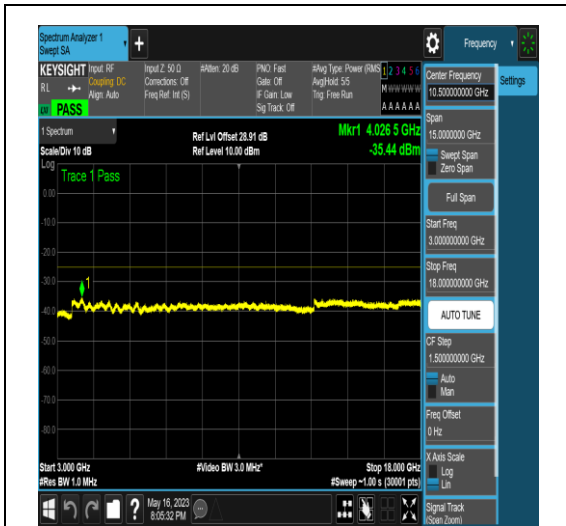 Spectrum Analyzer 1
Swept SA
+
Frequency
KEYSIGHT
RL
PASS
Input: RF
Coupling: DC
Align: Auto
Input Z: 50 Ω
Corrections: Off
Freq Ref: Int (S)
#Atten: 20 dB
PNO: Fast
Gate: Off
IF Gain: Low
Sig Track: Off
#Avg Type: Power (RMS
Avg|Hold: 5/5
Trig: Free Run
1 2 3 4 5 6
M W W W W W
A A A A A A
1 Spectrum
Scale/Div 10 dB
Ref Lvl Offset 28.91 dB
Ref Level 10.00 dBm
Mkr1 4.026 5 GHz
-35.44 dBm
Log
Trace 1 Pass
0.00
-10.0
-20.0
-30.0
-40.0
-50.0
-60.0
-70.0
-80.0
1
Start 3.000 GHz
#Res BW 1.0 MHz
#Video BW 3.0 MHz*
Stop 18.000 GHz
#Sweep ~1.00 s (30001 pts)
May 16, 2023
8:05:32 PM
Center Frequency
10.500000000 GHz
Settings
Span
15.0000000 GHz
Swept Span
Zero Span
Full Span
Start Freq
3.000000000 GHz
Stop Freq
18.000000000 GHz
AUTO TUNE
CF Step
1.500000000 GHz
Auto
Man
Freq Offset
0 Hz
X Axis Scale
Log
Lin
Signal Track
(Span Zoom)